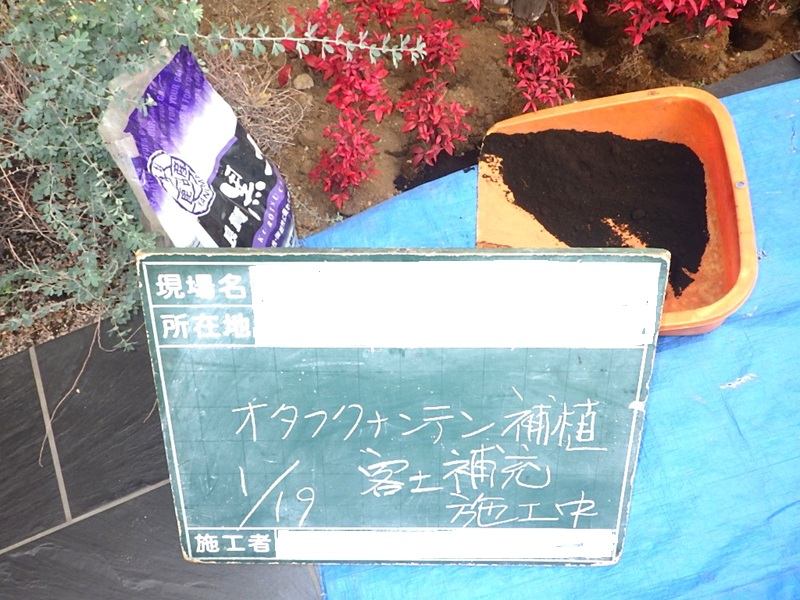 現場名
所在地
オタフクナンテン補植
客土補充
1/19
施工中
施工者